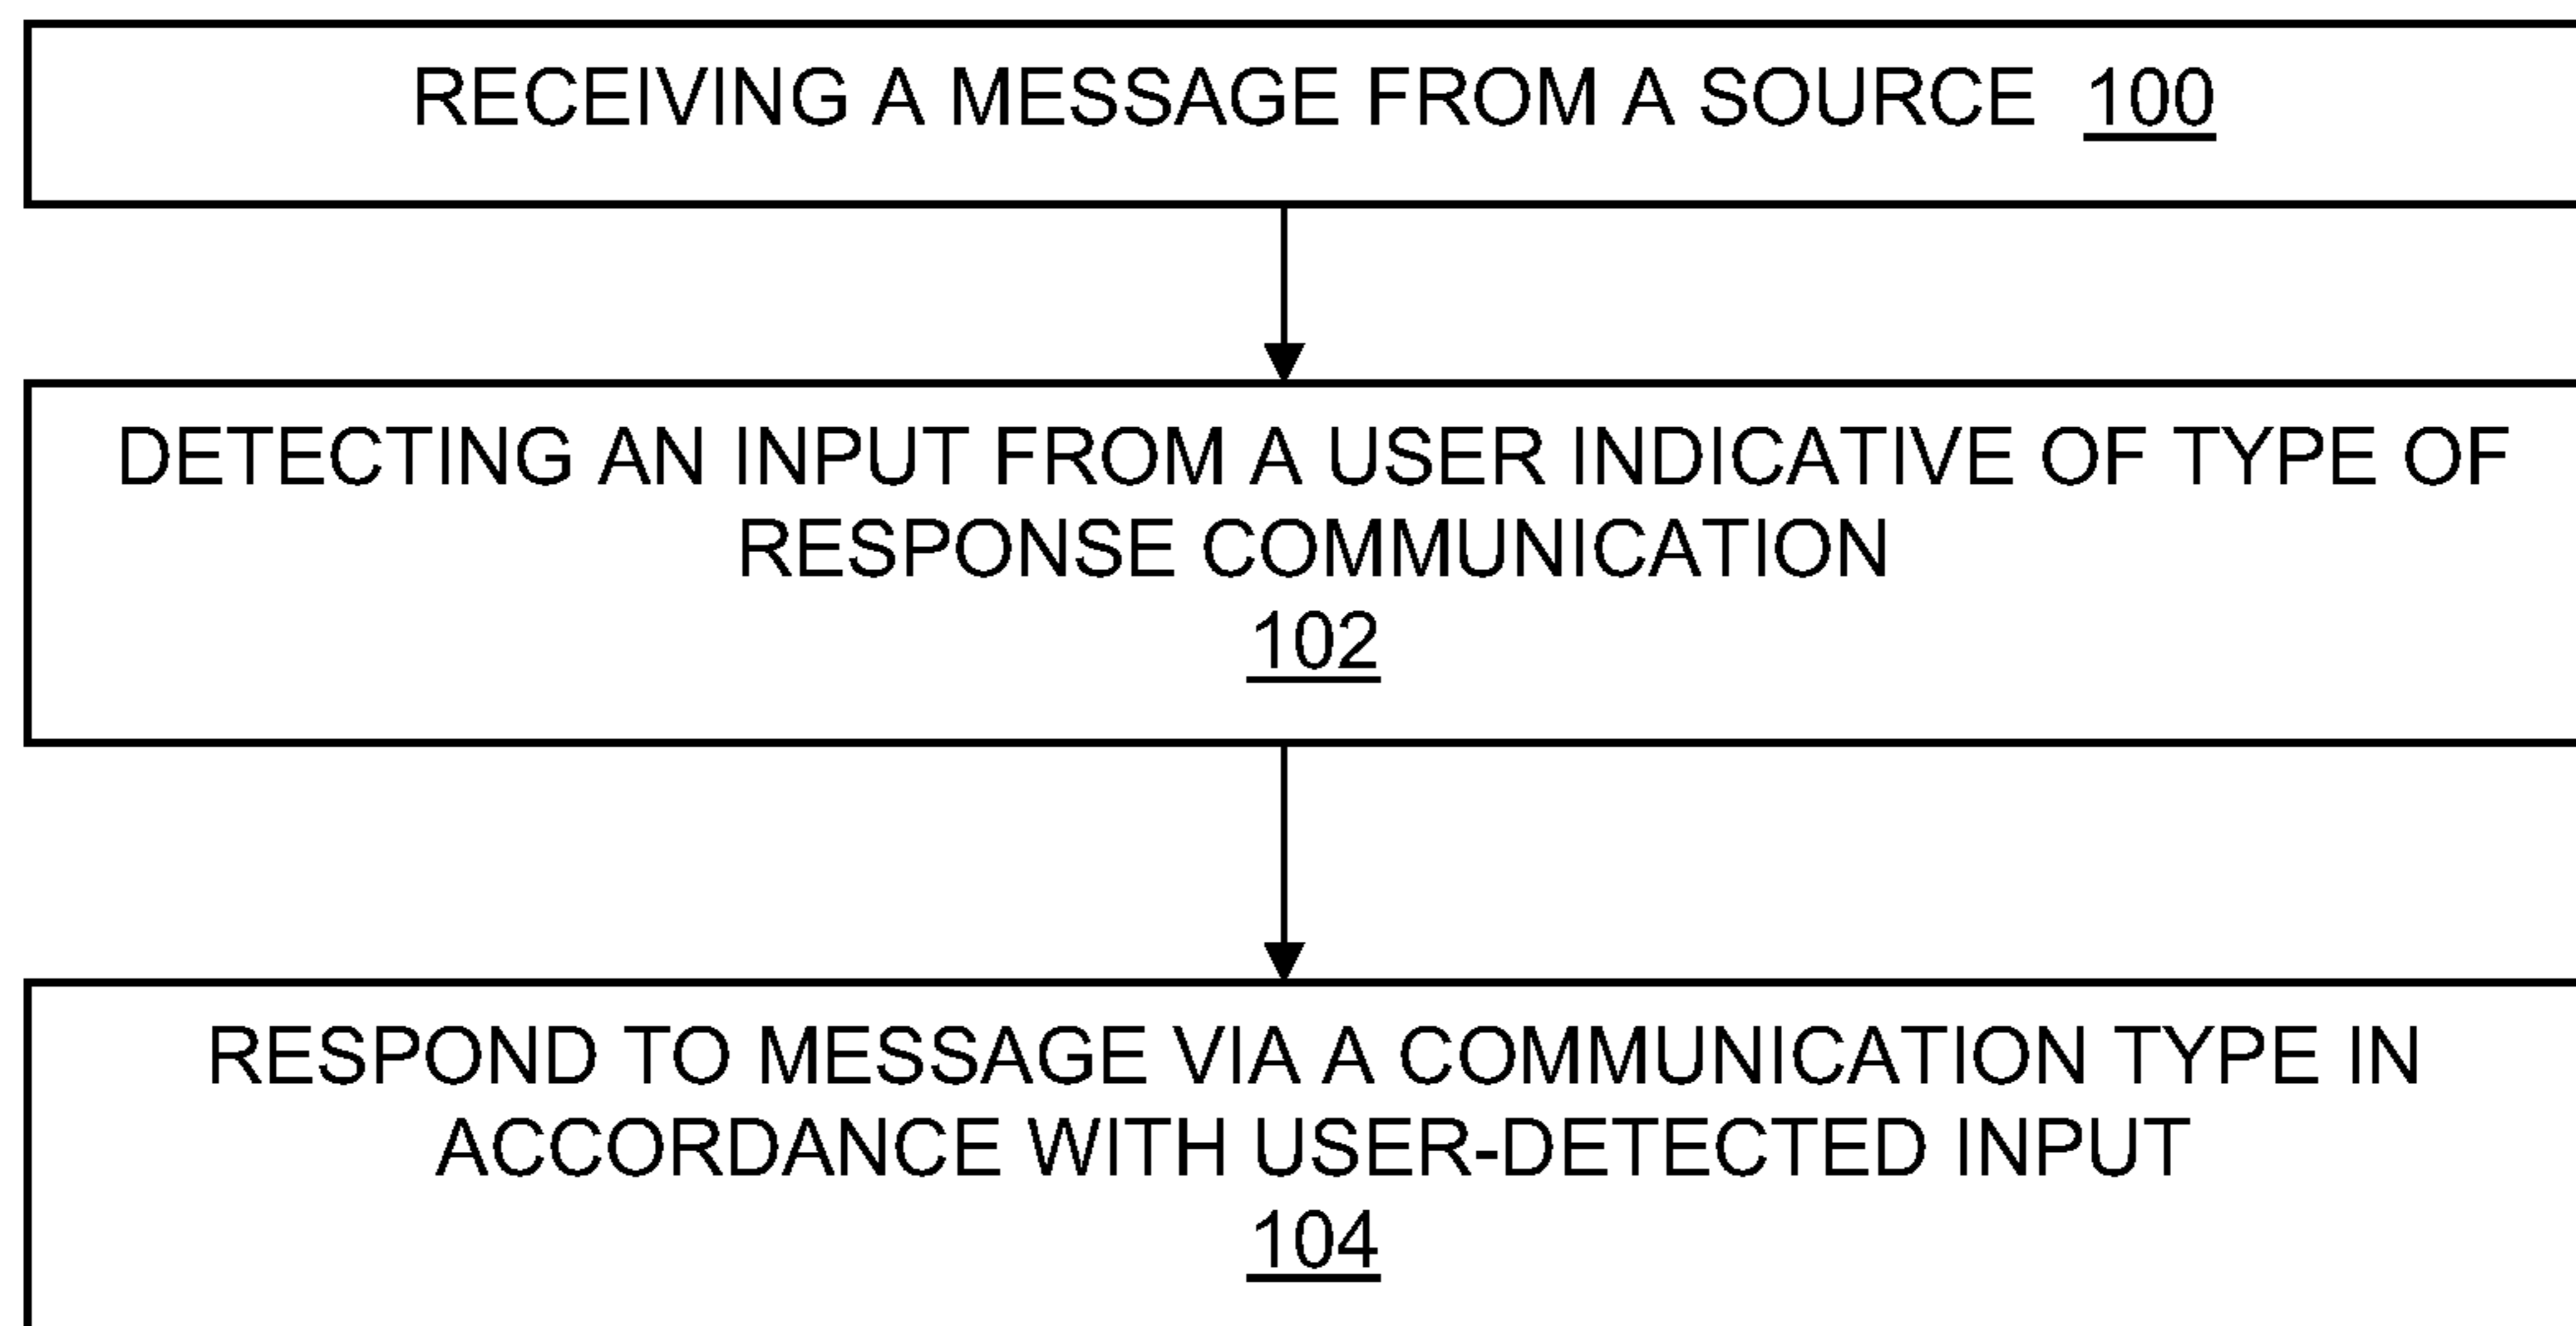 RECEIVING A MESSAGE FROM A SOURCE 100
DETECTING AN INPUT FROM A USER INDICATIVE OF TYPE OF
RESPONSE COMMUNICATION
102
RESPOND TO MESSAGE VIA A COMMUNICATION TYPE IN
ACCORDANCE WITH USER-DETECTED INPUT
104